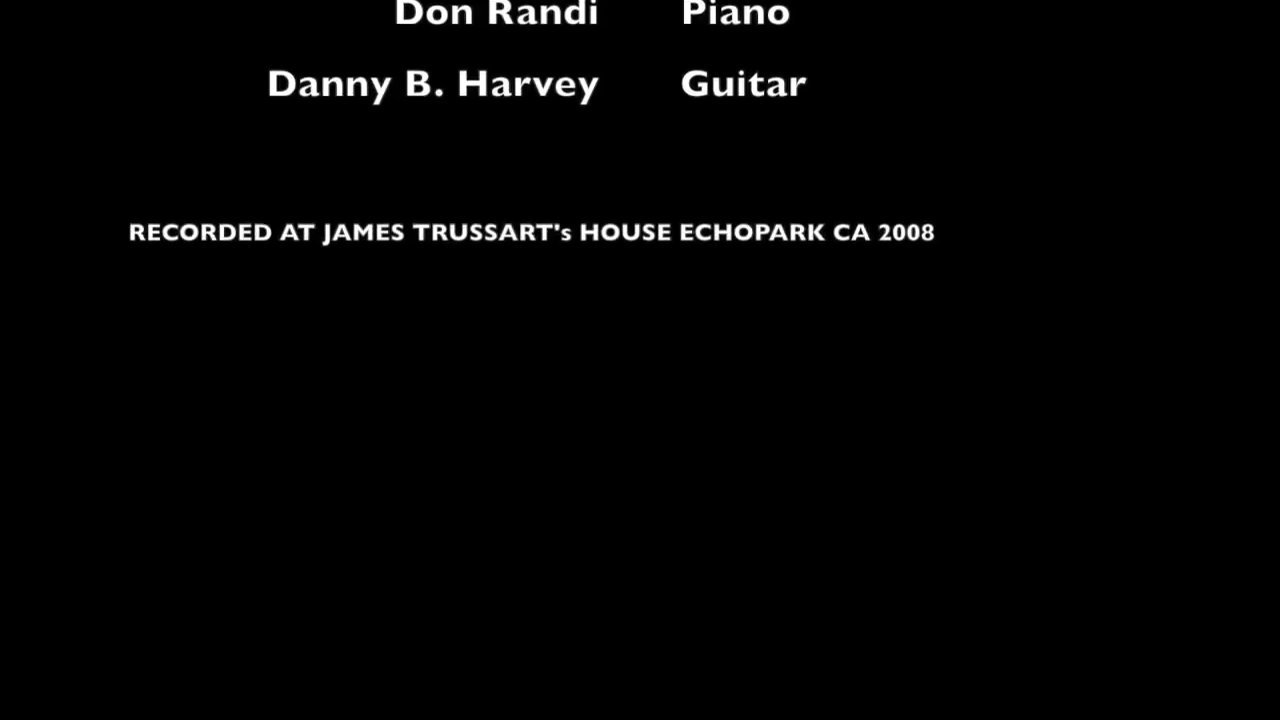 Don Randi Piano
Danny B. Harvey Guitar
RECORDED AT JAMES TRUSSART's HOUSE ECHOPARK CA 2008